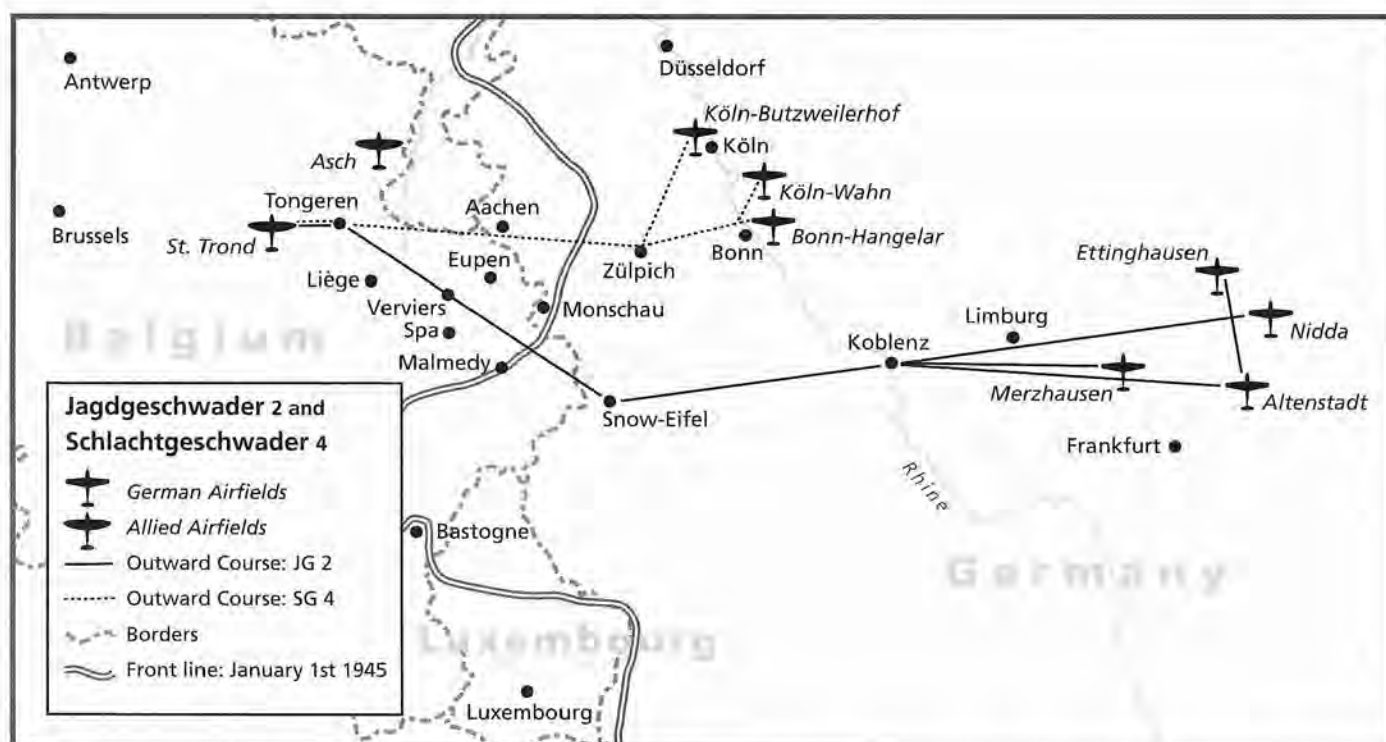 Antwerp
Düsseldorf
Köln-Butzweilerhof
Köln
Asch
Köln-Wahn
Tongeren
Aachen
Brussels
St. Trond
Bonn
Bonn-Hangelar
Zülpich
Ettinghausen
Eupen
Liège
Verviers
Monschau
Spa
Limburg
Nidda
Belgium
Koblenz
Malmedy
Merzhausen
Altenstadt
Snow-Eifel
Frankfurt
Rhine
Jagdgeschwader 2 and
Schlachtgeschwader 4
German Airfields
Allied Airfields
Outward Course: JG 2
Outward Course: SG 4
Borders
Front line: January 1st 1945
Bastogne
Germany
Luxembourg
Luxembourg